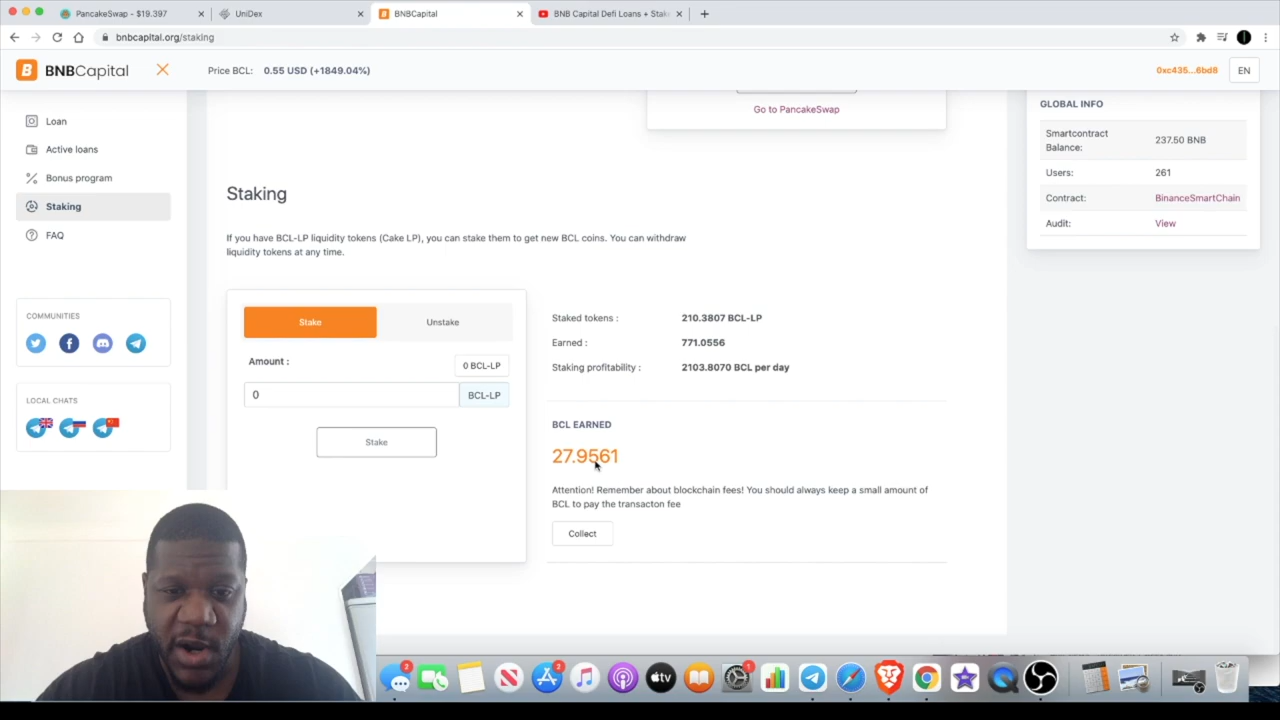 PancakeSwap - $19.397
UniDex
BNBCapital
BNB Capital Defi Loans + Stak
bnbcapital.org/staking
BNBCapital
Price BCL: 0.55 USD (+1849.04%)
0xc435...6bd8
EN
Loan
Active loans
Bonus program
Staking
FAQ
COMMUNITIES
LOCAL CHATS
Go to PancakeSwap
Staking
If you have BCL-LP liquidity tokens (Cake LP), you can stake them to get new BCL coins. You can withdraw
liquidity tokens at any time.
Stake
Unstake
Amount :
0 BCL-LP
0
BCL-LP
Stake
Staked tokens : 210.3807 BCL-LP
Earned : 771.0556
Staking profitability : 2103.8070 BCL per day
BCL EARNED
27.9561
Attention! Remember about blockchain fees! You should always keep a small amount of
BCL to pay the transacton fee
Collect
GLOBAL INFO
Smartcontract
Balance:
237.50 BNB
Users: 261
Contract: BinanceSmartChain
Audit: View
2
2
tv
1